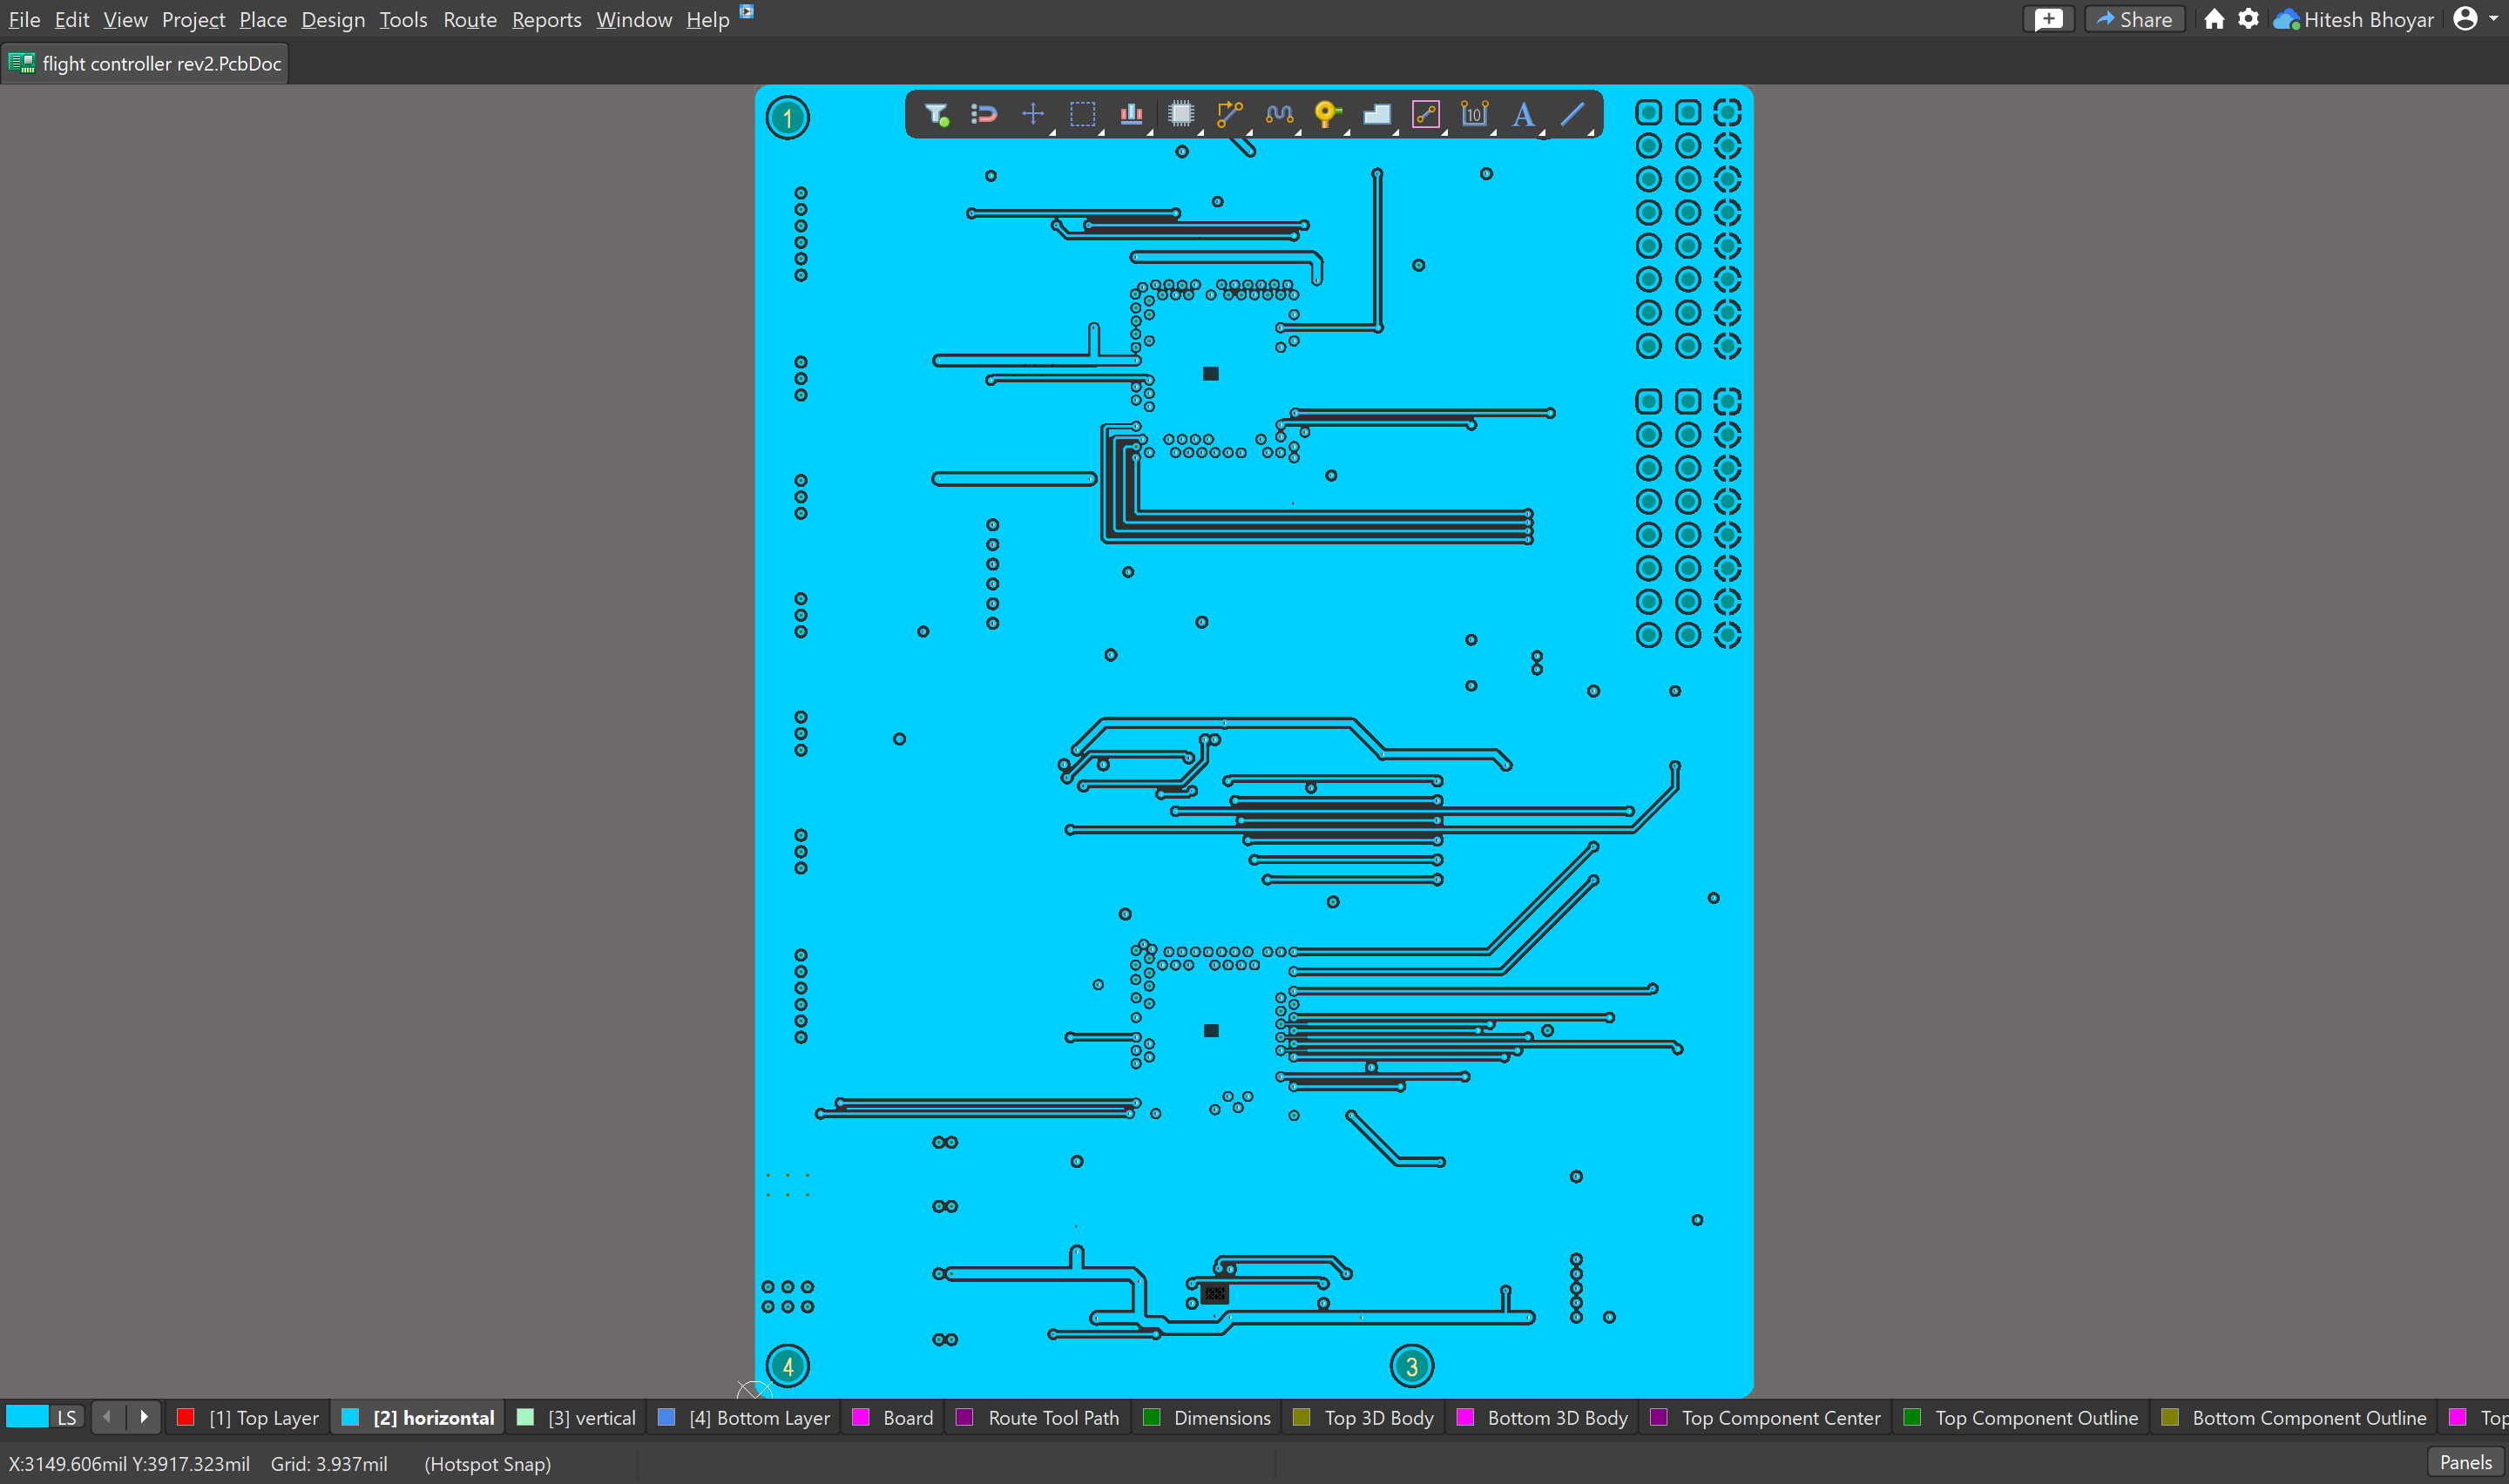 File Edit View Project Place Design Tools Route Reports Window Help Share Hitesh Bhoyar
flight controller rev2.PcbDoc
1
10 A
4
3
LS [1] Top Layer [2] horizontal [3] vertical [4] Bottom Layer Board Route Tool Path Dimensions Top 3D Body Bottom 3D Body Top Component Center Top Component Outline Bottom Component Outline Top
X:3149.606mil Y:3917.323mil Grid: 3.937mil (Hotspot Snap) Panels